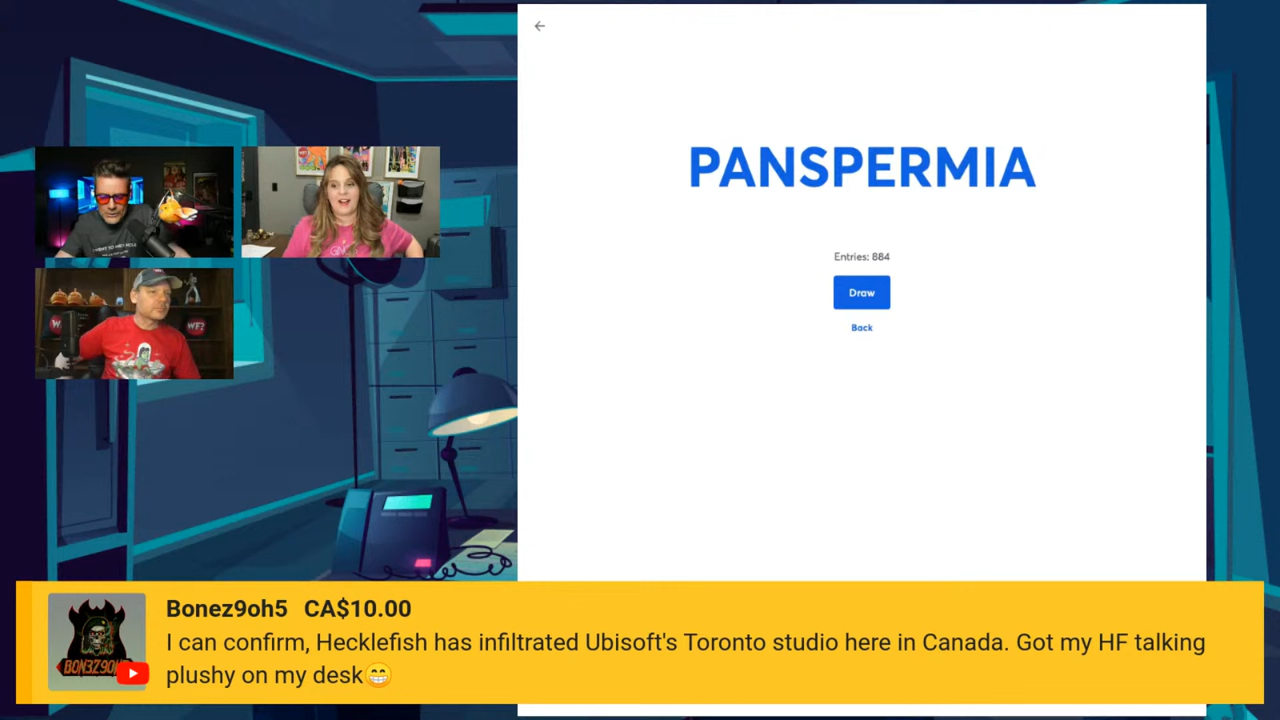 PANSPERMIA
Entries: 884
Draw
Back
WF?
Bonez9oh5 CA$10.00
I can confirm, Hecklefish has infiltrated Ubisoft's Toronto studio here in Canada. Got my HF talking
plushy on my desk😁